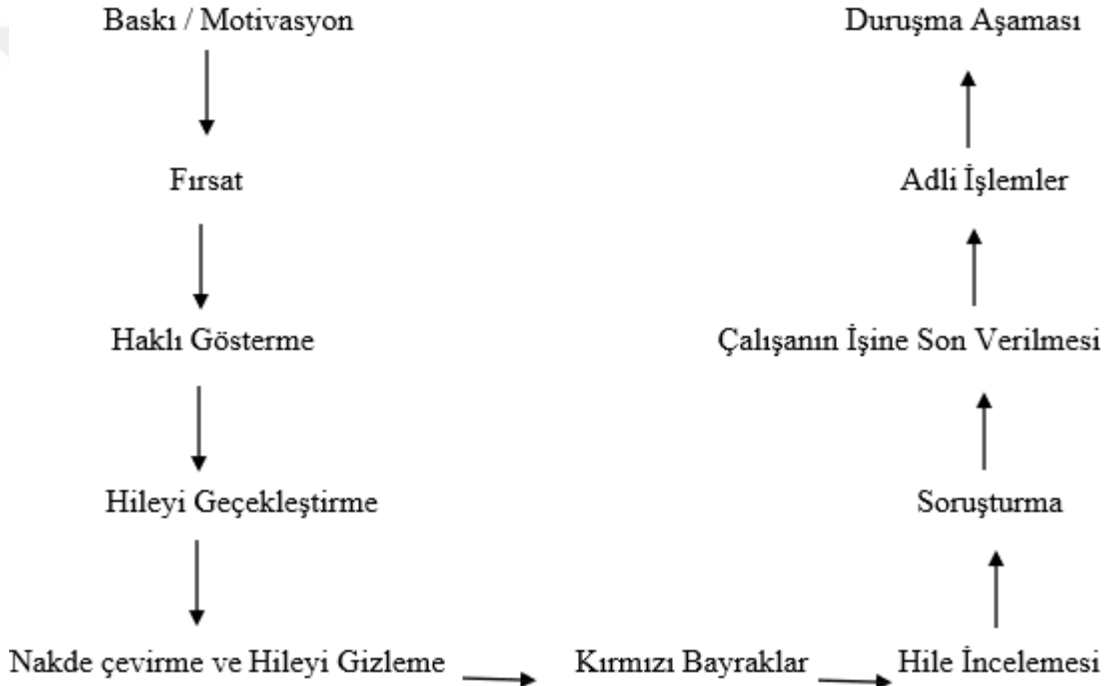 Baskı / Motivasyon
Fırsat
Haklı Gösterme
Hileyi Geçekleştirme
Nakde çevirme ve Hileyi Gizleme
Kırmızı Bayraklar
Hile İncelemesi
Soruşturma
Çalışanın İşine Son Verilmesi
Adli İşlemler
Duruşma Aşaması